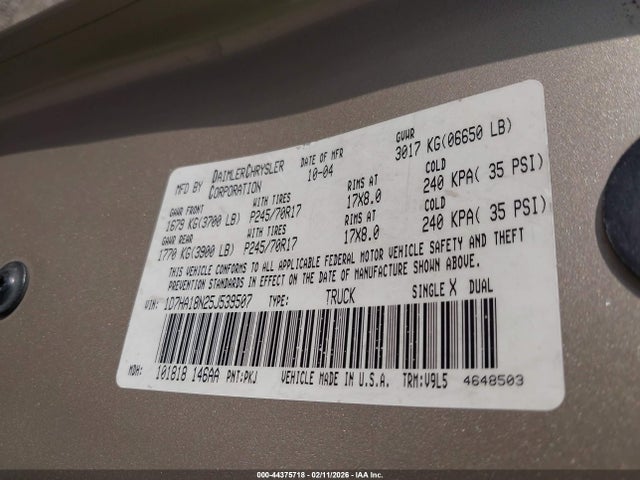 MFD BY DAIMLERCHRYSLER CORPORATION DATE OF MFR 10-04 GVWR 3017 KG(06650 LB)
GAWR FRONT WITH TIRES RIMS AT COLD
1679 KG(3700 LB) P245/70R17 17X8.0 240 KPA( 35 PSI)
GAWR REAR WITH TIRES RIMS AT COLD
1770 KG(3900 LB) P245/70R17 17X8.0 240 KPA( 35 PSI)
THIS VEHICLE CONFORMS TO ALL APPLICABLE FEDERAL MOTOR VEHICLE SAFETY AND THEFT
PREVENTION STANDARDS IN EFFECT ON THE DATE OF MANUFACTURE SHOWN ABOVE.
VIN: 1D7HA18N25J539507 TYPE: TRUCK SINGLE X DUAL
MDH: 101818 146AA PNT:PKJ VEHICLE MADE IN U.S.A. TRM:V9L5 4648503
000-44375718 - 02/11/2026 - IAA Inc.